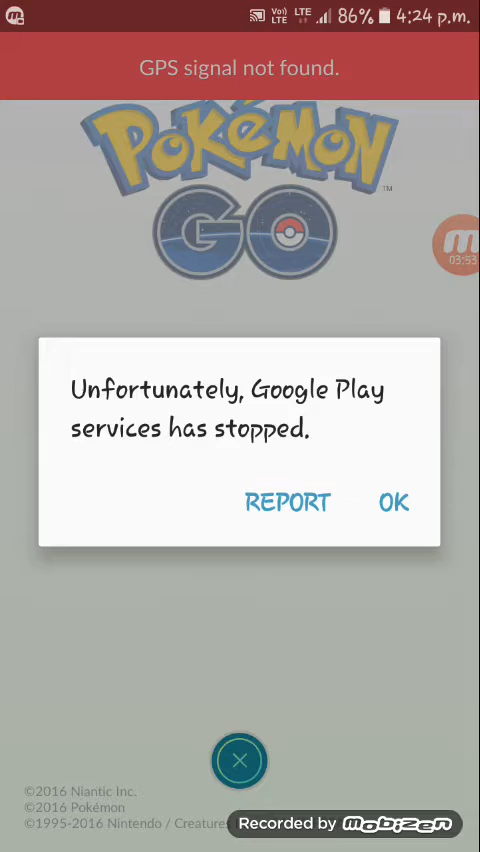 Vo))
LTE LTE 86% 4:24 p.m.
GPS signal not found.
POKéMON
TM
GO
03:53
Unfortunately, Google Play
services has stopped.
REPORT OK
©2016 Niantic Inc.
©2016 Pokémon
©1995-2016 Nintendo / Creatures
Recorded by mobizen